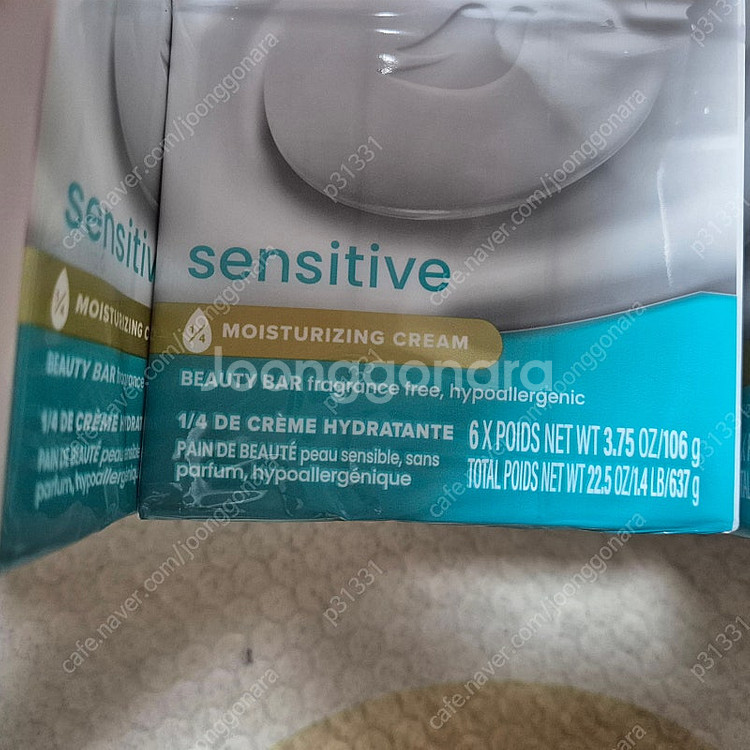 sensitive
1/4 MOISTURIZING CREAM
BEAUTY BAR fragrance free, hypoallergenic
1/4 DE CRÈME HYDRATANTE
PAIN DE BEAUTÉ peau sensible, sans
parfum, hypoallergénique
6 X POIDS NET WT 3.75 OZ/106 g
TOTAL POIDS NET WT 22.5 OZ/1.4 LB/637 g
sensitiv
1/4 MOISTURIZING C
BEAUTY BAR fragrance
1/4 DE CRÈME HYDRAT
PAIN DE BEAUTÉ peau sensible
parfum, hypoallergéniq
Joonggonara
cafe.naver.com/joonggonara
p31331